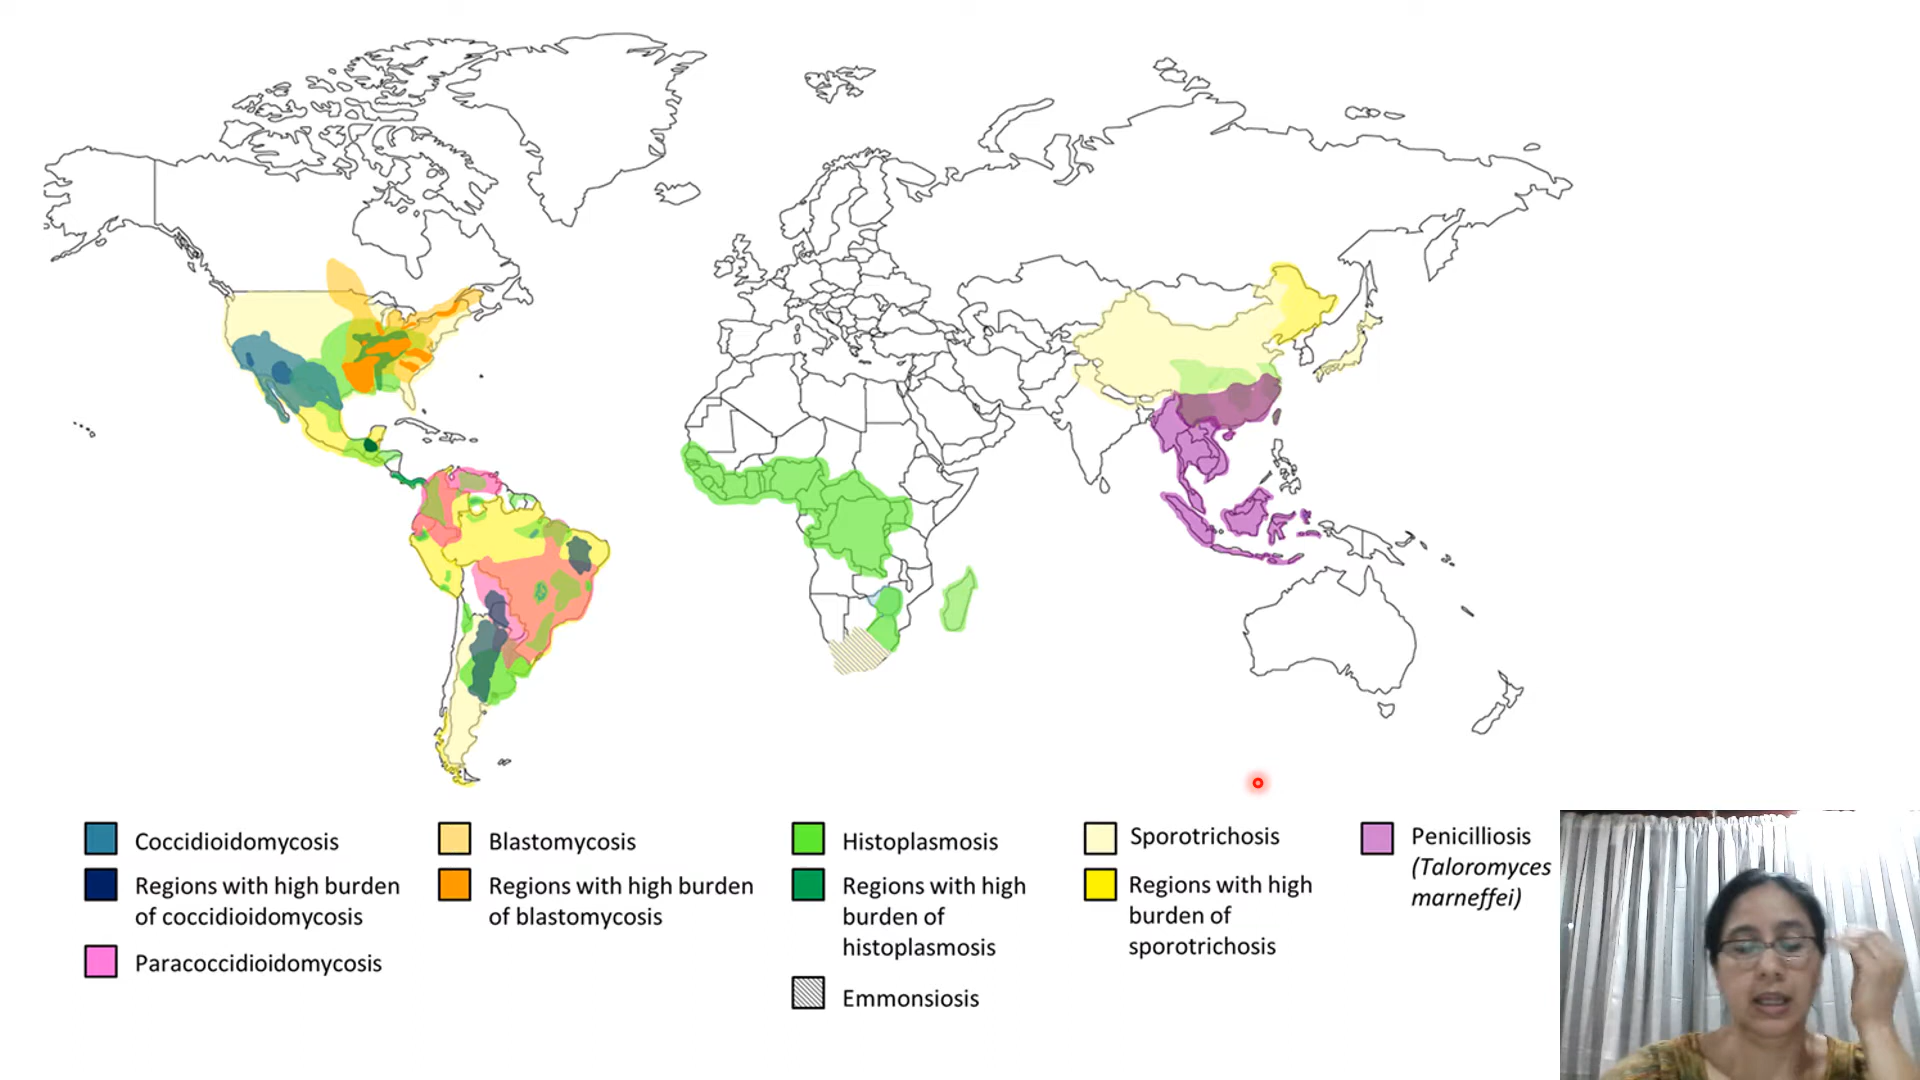 Coccidioidomycosis
Regions with high burden
of coccidioidomycosis
Paracoccidioidomycosis
Blastomycosis
Regions with high burden
of blastomycosis
Histoplasmosis
Regions with high
burden of
histoplasmosis
Emmonsiosis
Sporotrichosis
Regions with high
burden of
sporotrichosis
Penicilliosis
(Taloromyces
marneffei)